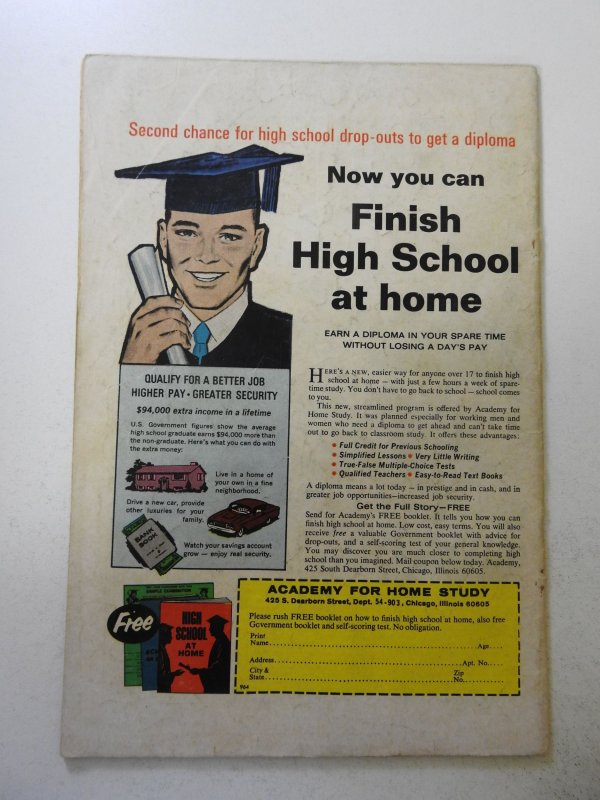 Second chance for high school drop-outs to get a diploma
Now you can
Finish
High School
at home
EARN A DIPLOMA IN YOUR SPARE TIME
WITHOUT LOSING A DAY'S PAY
QUALIFY FOR A BETTER JOB
HIGHER PAY • GREATER SECURITY
$94,000 extra income in a lifetime
U.S. Government figures show the average
high school graduate earns $94,000 more than
the non-graduate. Here's what you can do with
the extra money:
Live in a home of
your own in a fine
neighborhood.
Drive a new car, provide
other luxuries for your
family.
BANK
BOOK
Watch your savings account
grow — enjoy real security.
HERE'S A NEW, easier way for anyone over 17 to finish high
school at home — with just a few hours a week of spare-
time study. You don't have to go back to school — school comes
to you.
This new, streamlined program is offered by Academy for
Home Study. It was planned especially for working men and
women who need a diploma to get ahead and can't take time
out to go back to classroom study. It offers these advantages:
• Full Credit for Previous Schooling
• Simplified Lessons • Very Little Writing
• True-False Multiple-Choice Tests
• Qualified Teachers • Easy-to-Read Text Books
A diploma means a lot today — in prestige and in cash, and in
greater job opportunities—increased job security.
Get the Full Story—FREE
Send for Academy's FREE booklet. It tells you how you can
finish high school at home. Low cost, easy terms. You will also
receive free a valuable Government booklet with advice for
drop-outs, and a self-scoring test of your general knowledge.
You may discover you are much closer to completing high
school than you imagined. Mail coupon below today. Academy,
425 South Dearborn Street, Chicago, Illinois 60605.
Free
SAMPLE EXAMINATION
HIGH
SCHOOL
AT
HOME
ACADEMY FOR HOME STUDY
425 S. Dearborn Street, Dept. 54-903, Chicago, Illinois 60605
Please rush FREE booklet on how to finish high school at home, also free
Government booklet and self-scoring test. No obligation.
Print
Name Age
Address Apt. No.
City & Zip
State No.
964